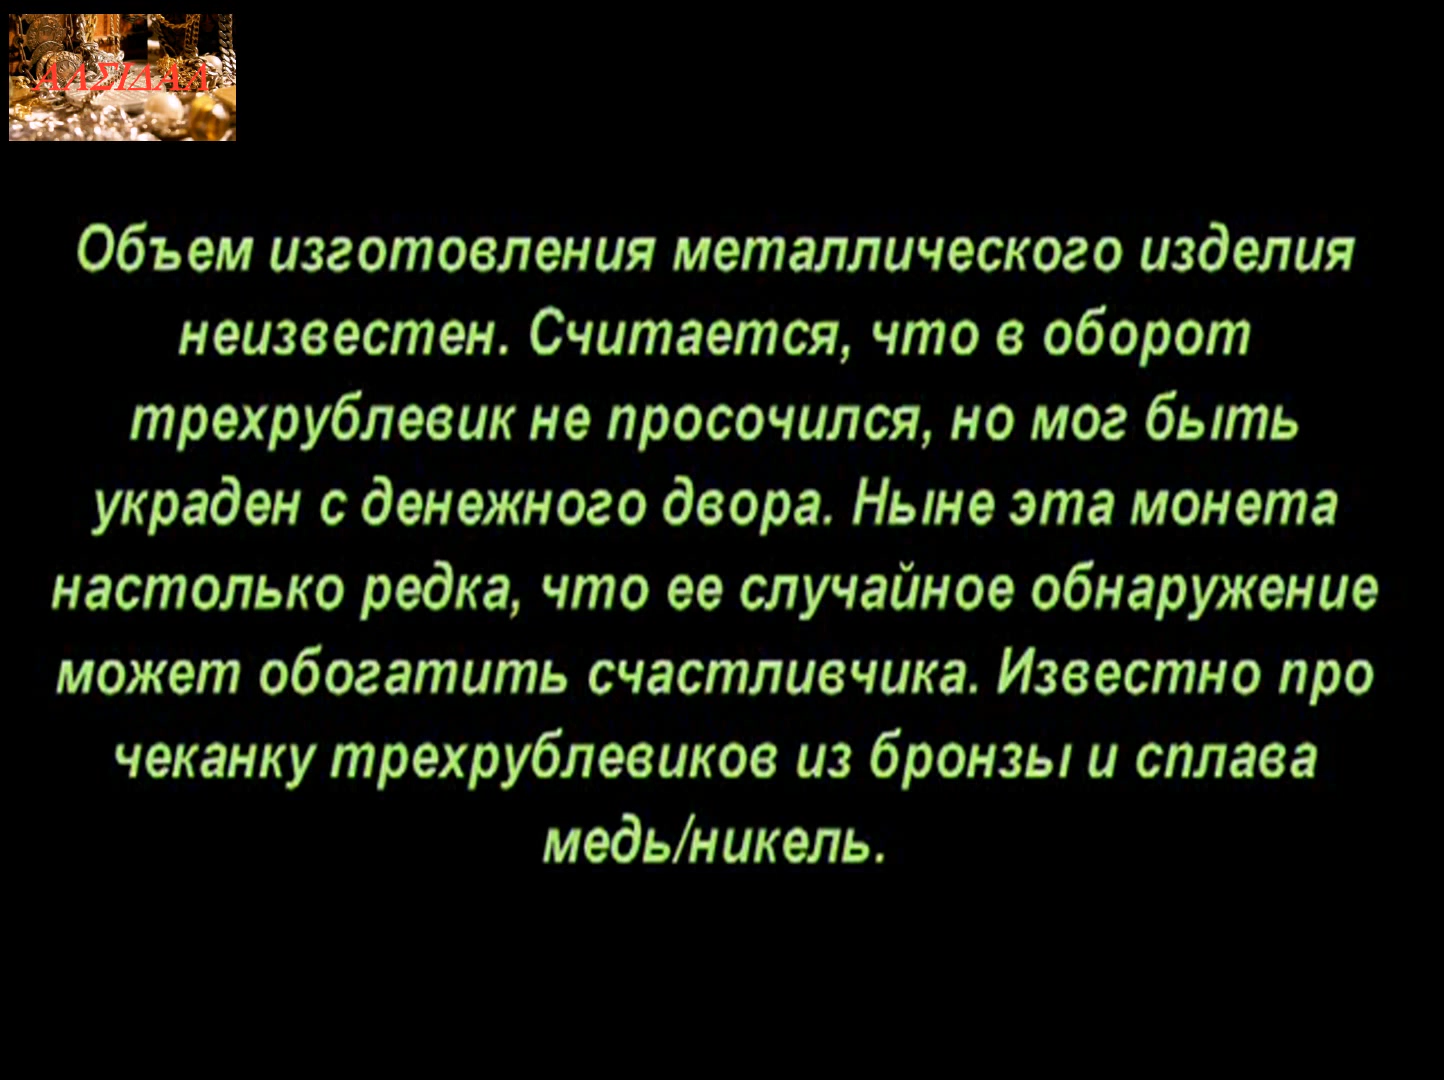 ΑΛΣΙΔΑΛ
Объем изготовления металлического изделия
неизвестен. Считается, что в оборот
трехрублевик не просочился, но мог быть
украден с денежного двора. Ныне эта монета
настолько редка, что ее случайное обнаружение
может обогатить счастливчика. Известно про
чеканку трехрублевиков из бронзы и сплава
медь/никель.